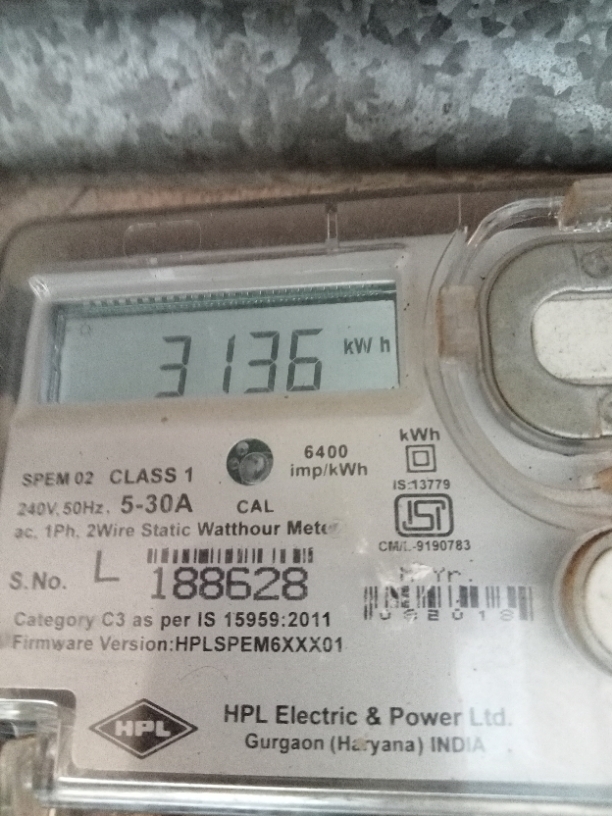 3136 kW h
6400
imp/kWh
kWh
SPEM 02 CLASS 1
240V, 50Hz, 5-30A CAL
IS:13779
ac, 1Ph, 2Wire Static Watthour
ISI
CM/L-9190783
S.No. L 188628
Category C3 as per IS 15959:2011
Firmware Version:HPLSPEM6XXX01
HPL
HPL Electric & Power Ltd.
Gurgaon (Haryana) INDIA